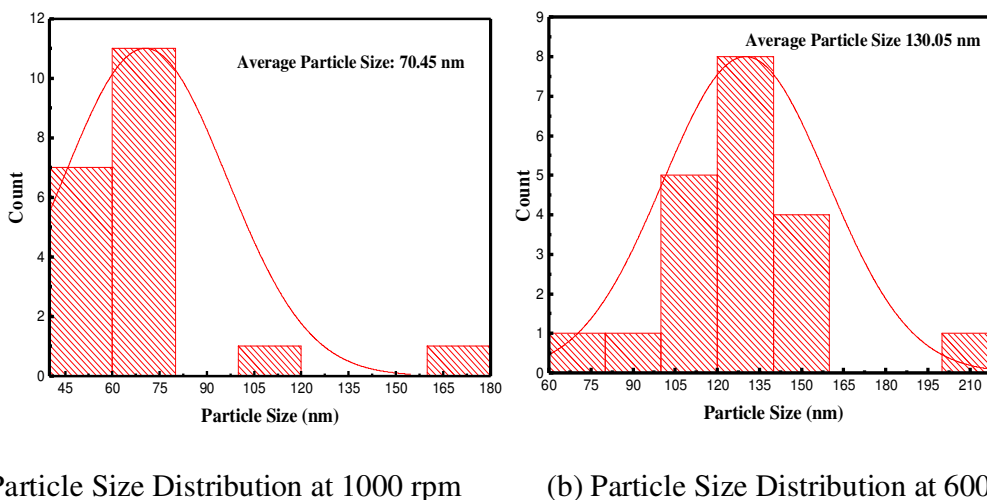 12
10
8
6
4
2
0
Count
Average Particle Size: 70.45 nm
45 60 75 90 105 120 135 150 165 180
Particle Size (nm)
9
8
7
6
5
4
3
2
1
0
Count
Average Particle Size 130.05 nm
60 75 90 105 120 135 150 165 180 195 210
Particle Size (nm)
Particle Size Distribution at 1000 rpm
(b) Particle Size Distribution at 600